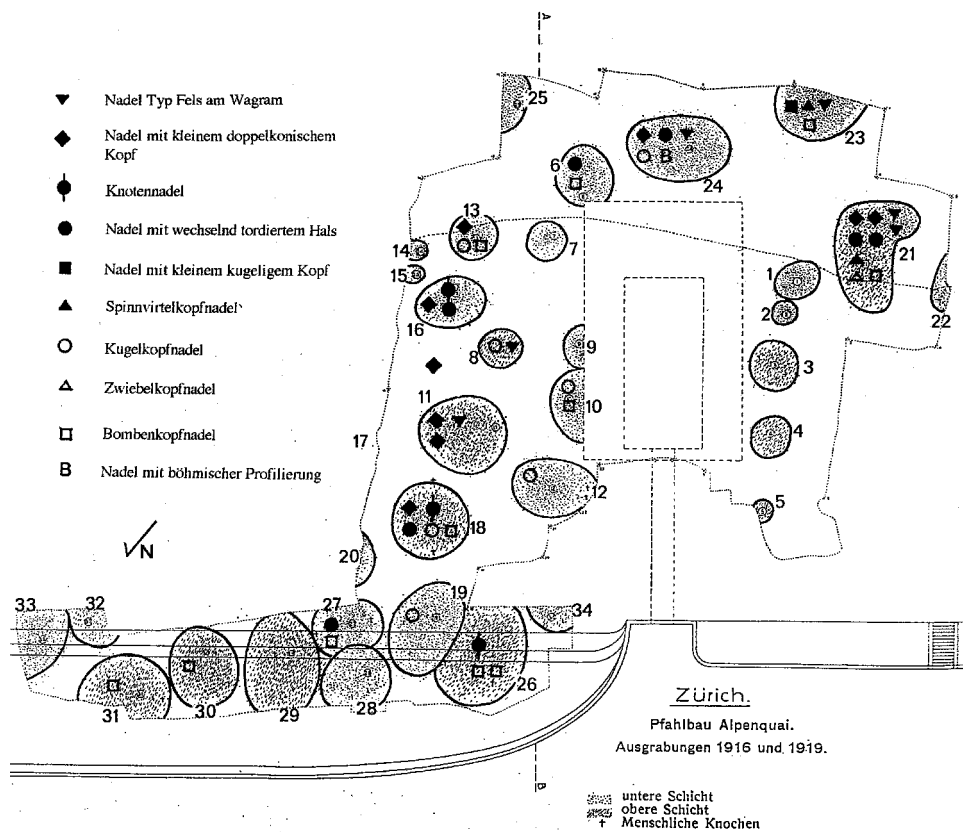 A
Nadel Typ Fels am Wagram
Nadel mit kleinem doppelkonischem
Kopf
Knotennadel
Nadel mit wechselnd tordiertem Hals
Nadel mit kleinem kugeligem Kopf
Spinnvirtelkopfnadel
Kugelkopfnadel
Zwiebelkopfnadel
Bombenkopfnadel
B Nadel mit böhmischer Profilierung
N
25
23
6
B
24
13
14
7
21
15
1
16
2
22
8
9
3
10
11
17
4
12
5
18
20
19
27
33
32
34
26
31
30
29
28
Zürich.
Pfahlbau Alpenquai.
Ausgrabungen 1916 und 1919.
B
untere Schicht
obere Schicht
† Menschliche Knochen